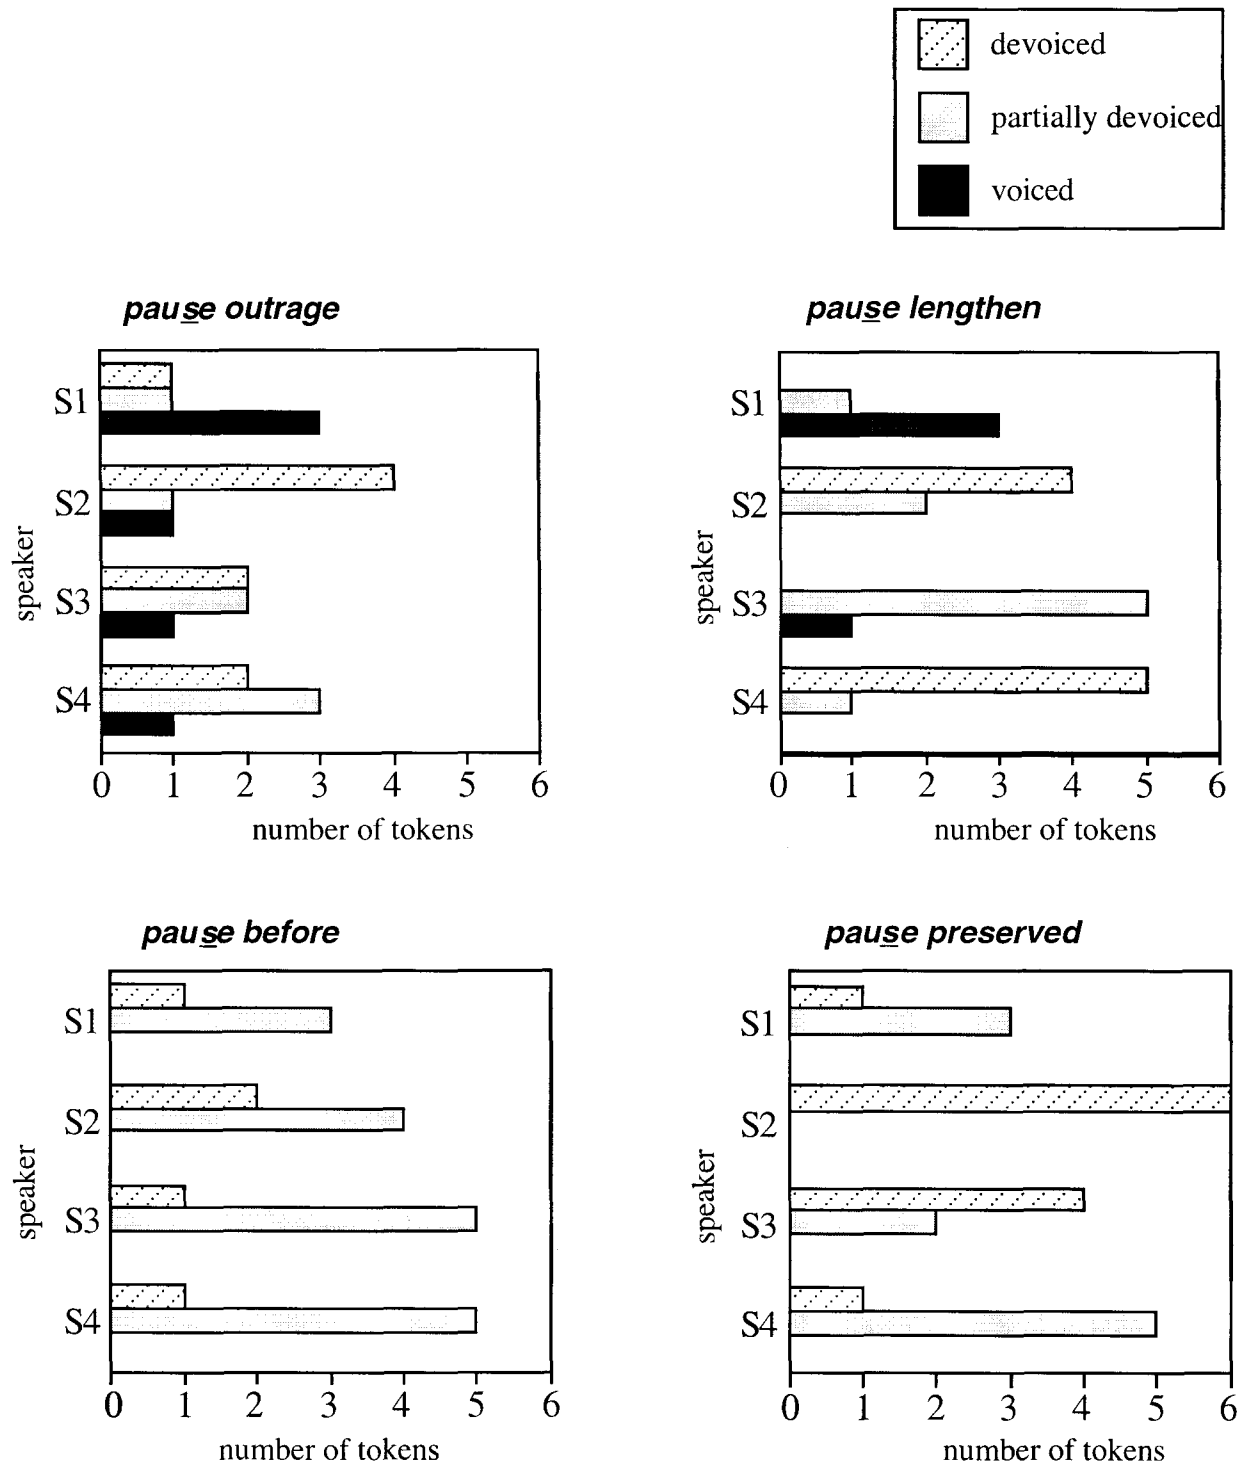 devoiced
partially devoiced
voiced
pause outrage
speaker
S1
S2
S3
S4
0 1 2 3 4 5 6
number of tokens
pause lengthen
speaker
S1
S2
S3
S4
0 1 2 3 4 5 6
number of tokens
pause before
speaker
S1
S2
S3
S4
0 1 2 3 4 5 6
number of tokens
pause preserved
speaker
S1
S2
S3
S4
0 1 2 3 4 5 6
number of tokens